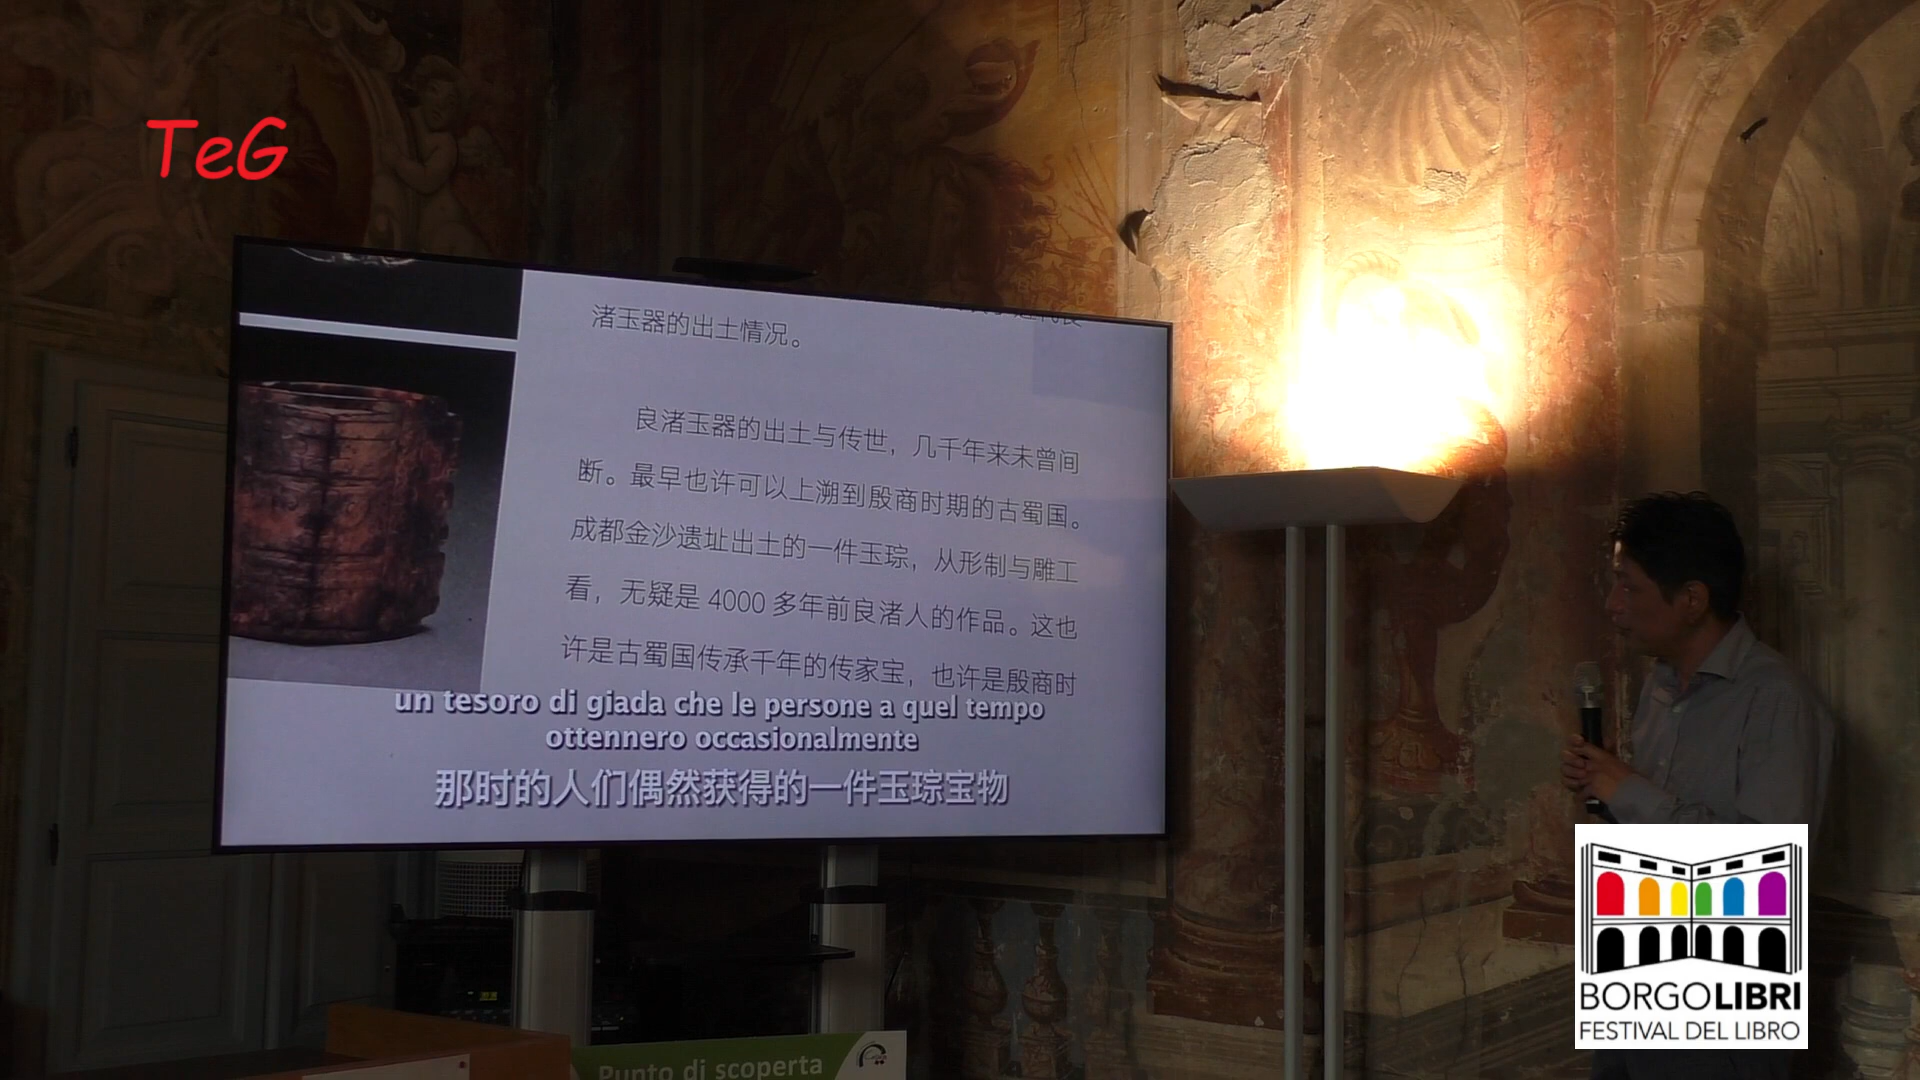 TeG
渚玉器的出土情况。
良渚玉器的出土与传世，几千年来未曾间
断。最早也许可以上溯到殷商时期的古蜀国。
成都金沙遗址出土的一件玉琮，从形制与雕工
看，无疑是 4000 多年前良渚人的作品。这也
许是古蜀国传承千年的传家宝，也许是殷商时
un tesoro di giada che le persone a quel tempo
ottennero occasionalmente
那时的人们偶然获得的一件玉琮宝物
Punto di scoperta
BORGOLIBRI
FESTIVAL DEL LIBRO